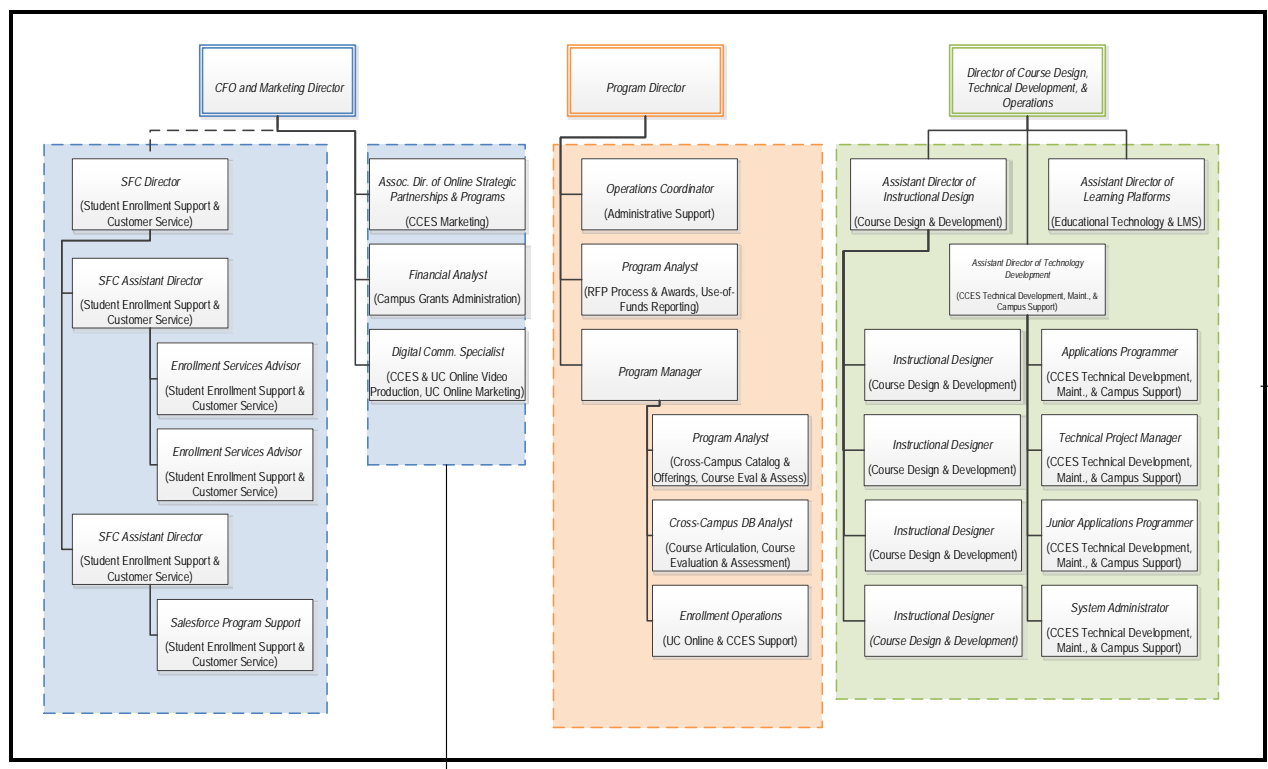 CFO and Marketing Director
Program Director
Director of Course Design,
Technical Development, &
Operations
SFC Director
(Student Enrollment Support &
Customer Service)
SFC Assistant Director
(Student Enrollment Support &
Customer Service)
Enrollment Services Advisor
(Student Enrollment Support &
Customer Service)
Enrollment Services Advisor
(Student Enrollment Support &
Customer Service)
SFC Assistant Director
(Student Enrollment Support &
Customer Service)
Salesforce Program Support
(Student Enrollment Support &
Customer Service)
Assoc. Dir. of Online Strategic
Partnerships & Programs
(CCES Marketing)
Financial Analyst
(Campus Grants Administration)
Digital Comm. Specialist
(CCES & UC Online Video
Production, UC Online Marketing)
Operations Coordinator
(Administrative Support)
Program Analyst
(RFP Process & Awards, Use-of-
Funds Reporting)
Program Manager
Program Analyst
(Cross-Campus Catalog &
Offerings, Course Eval & Assess)
Cross-Campus DB Analyst
(Course Articulation, Course
Evaluation & Assessment)
Enrollment Operations
(UC Online & CCES Support)
Assistant Director of
Instructional Design
(Course Design & Development)
Assistant Director of
Learning Platforms
(Educational Technology & LMS)
Assistant Director of Technology
Development
(CCES Technical Development, Maint., &
Campus Support)
Instructional Designer
(Course Design & Development)
Instructional Designer
(Course Design & Development)
Instructional Designer
(Course Design & Development)
Instructional Designer
(Course Design & Development)
Applications Programmer
(CCES Technical Development,
Maint., & Campus Support)
Technical Project Manager
(CCES Technical Development,
Maint., & Campus Support)
Junior Applications Programmer
(CCES Technical Development,
Maint., & Campus Support)
System Administrator
(CCES Technical Development,
Maint., & Campus Support)